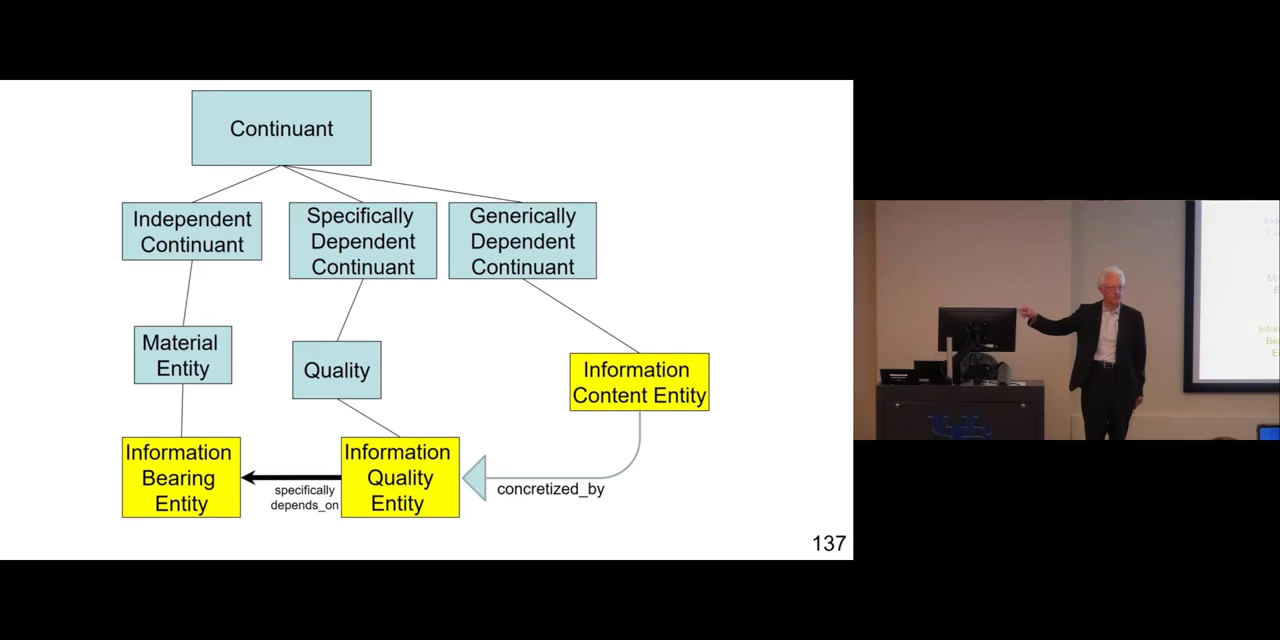 Continuant
Independent
Continuant
Specifically
Dependent
Continuant
Generically
Dependent
Continuant
Material
Entity
Quality
Information
Content Entity
Information
Bearing
Entity
specifically
depends_on
Information
Quality
Entity
concretized_by
137